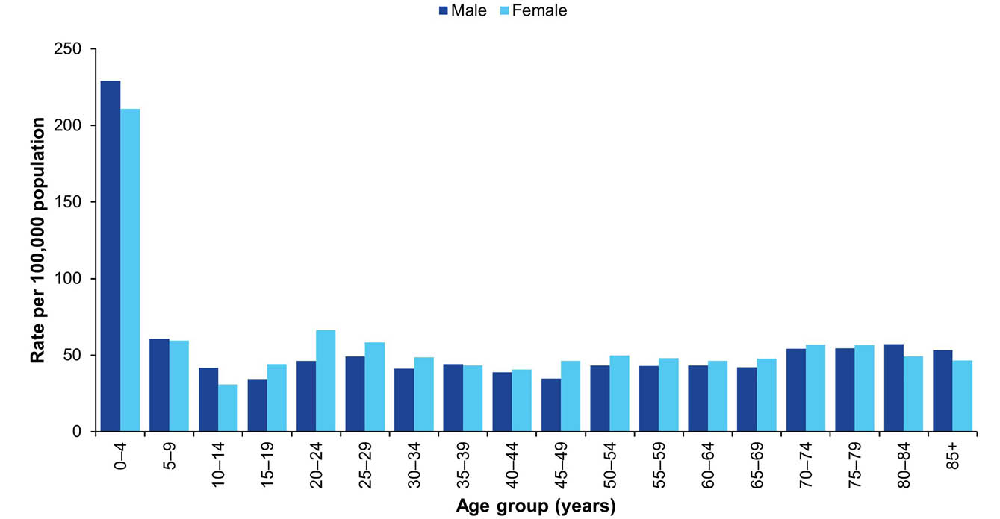 Male Female
Rate per 100,000 population
250
200
150
100
50
0
0–4 5–9 10–14 15–19 20–24 25–29 30–34 35–39 40–44 45–49 50–54 55–59 60–64 65–69 70–74 75–79 80–84 85+
Age group (years)